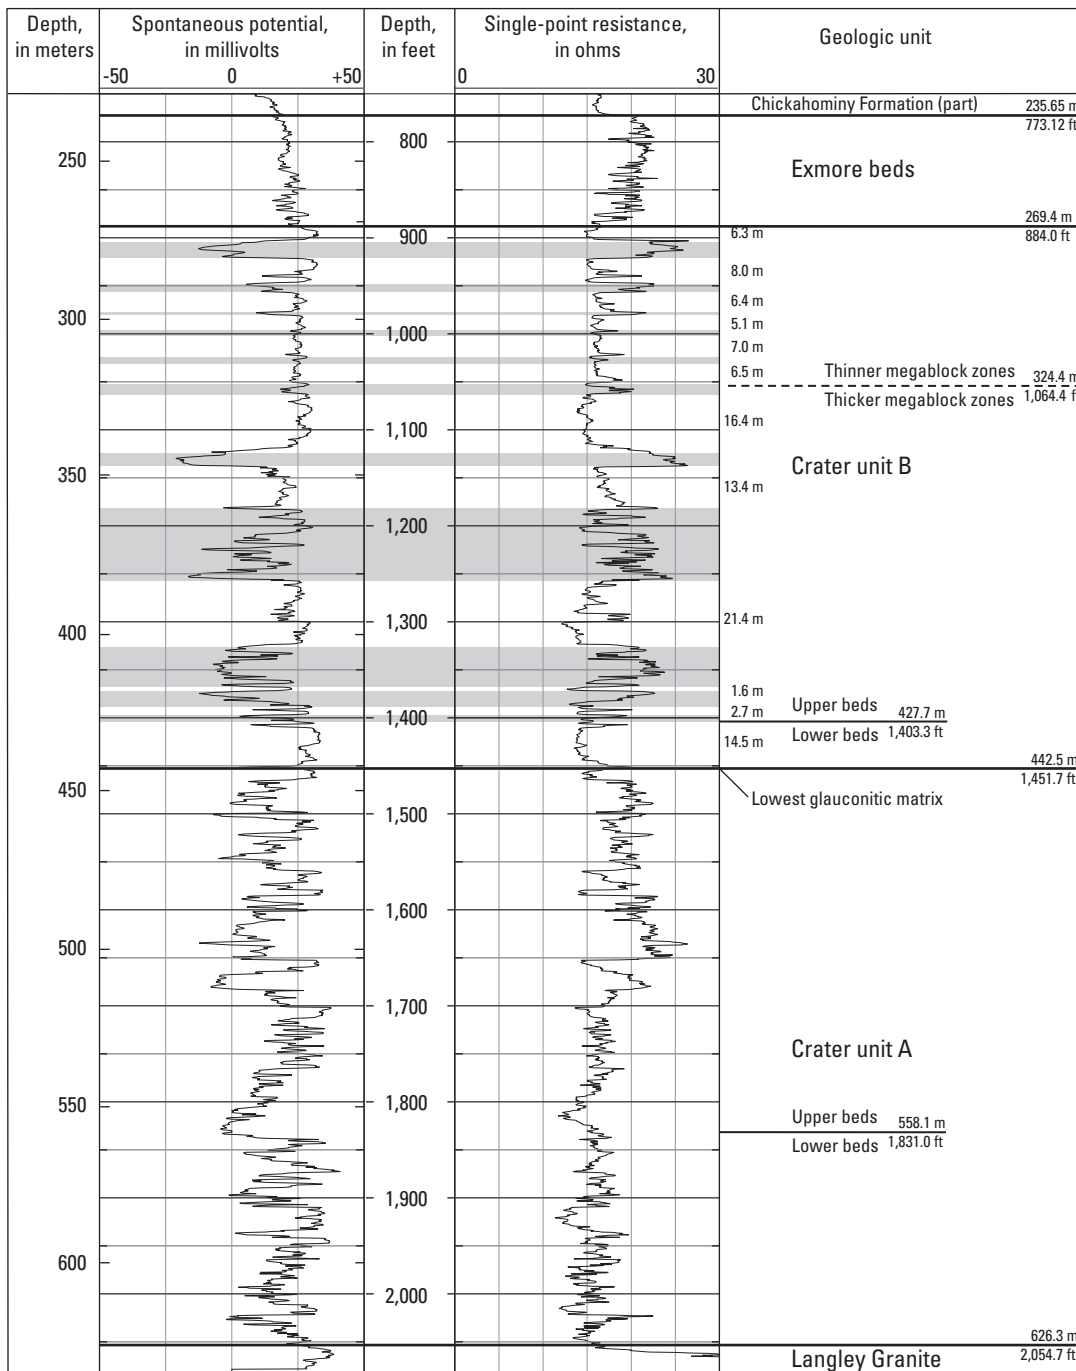 Depth,
in meters
Spontaneous potential,
in millivolts
-50 0 +50
Depth,
in feet
Single-point resistance,
in ohms
0 30
Geologic unit
Chickahominy Formation (part) 235.65 m
773.12 ft
800
250
Exmore beds
269.4 m
884.0 ft
6.3 m
900
8.0 m
6.4 m
300
5.1 m
1,000
7.0 m
6.5 m
Thinner megablock zones 324.4 m
Thicker megablock zones 1,064.4 f
16.4 m
1,100
Crater unit B
350
13.4 m
1,200
1,300
21.4 m
400
1.6 m
2.7 m
Upper beds 427.7 m
1,400
Lower beds 1,403.3 ft
14.5 m
442.5 m
1,451.7 ft
450
Lowest glauconitic matrix
1,500
1,600
500
1,700
Crater unit A
1,800
550
Upper beds 558.1 m
Lower beds 1,831.0 ft
1,900
600
2,000
626.3 m
2,054.7 ft
Langley Granite